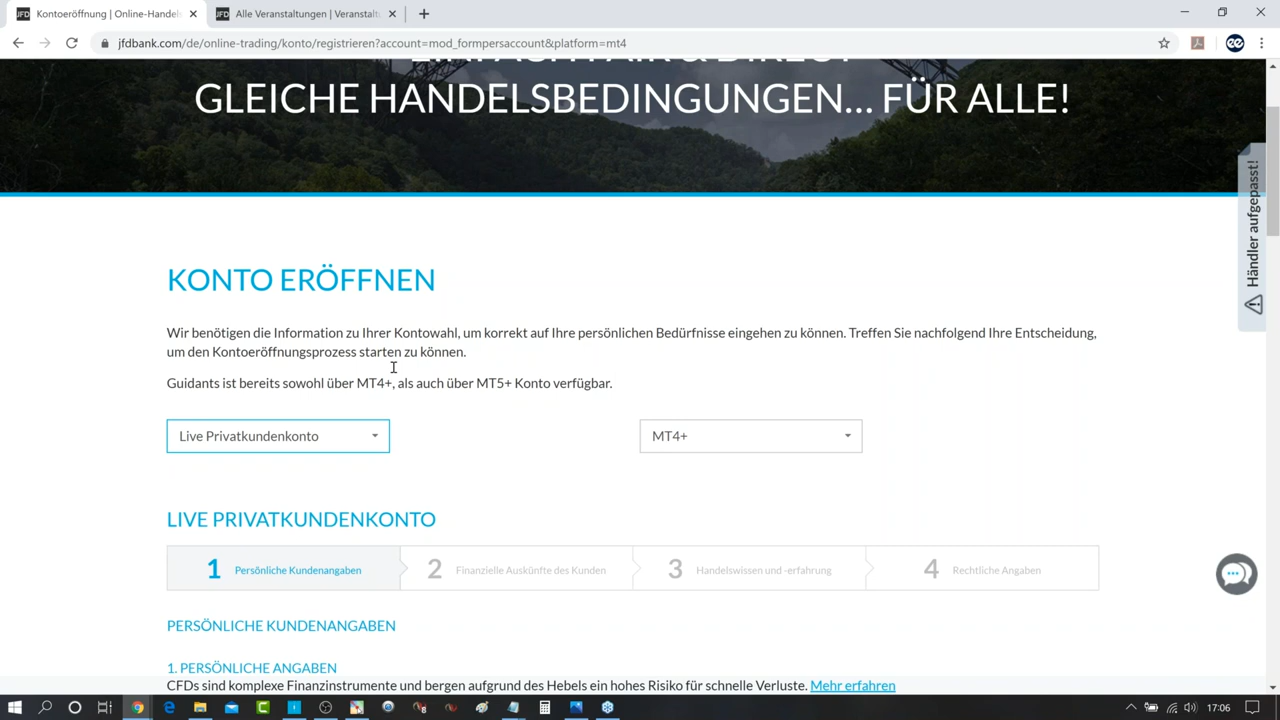 Kontoeröffnung | Online-Handels
Alle Veranstaltungen | Veranstalt
jfdbank.com/de/online-trading/konto/registrieren?account=mod_formpersaccount&platform=mt4
EINFACH FAIR & DIREKT
GLEICHE HANDELSBEDINGUNGEN... FÜR ALLE!
Händler aufgepasst!
KONTO ERÖFFNEN
Wir benötigen die Information zu Ihrer Kontowahl, um korrekt auf Ihre persönlichen Bedürfnisse eingehen zu können. Treffen Sie nachfolgend Ihre Entscheidung,
um den Kontoeröffnungsprozess starten zu können.
Guidants ist bereits sowohl über MT4+, als auch über MT5+ Konto verfügbar.
Live Privatkundenkonto
MT4+
LIVE PRIVATKUNDENKONTO
1 Persönliche Kundenangaben
2 Finanzielle Auskünfte des Kunden
3 Handelswissen und -erfahrung
4 Rechtliche Angaben
PERSÖNLICHE KUNDENANGABEN
1. PERSÖNLICHE ANGABEN
CFDs sind komplexe Finanzinstrumente und bergen aufgrund des Hebels ein hohes Risiko für schnelle Verluste. Mehr erfahren
17:06